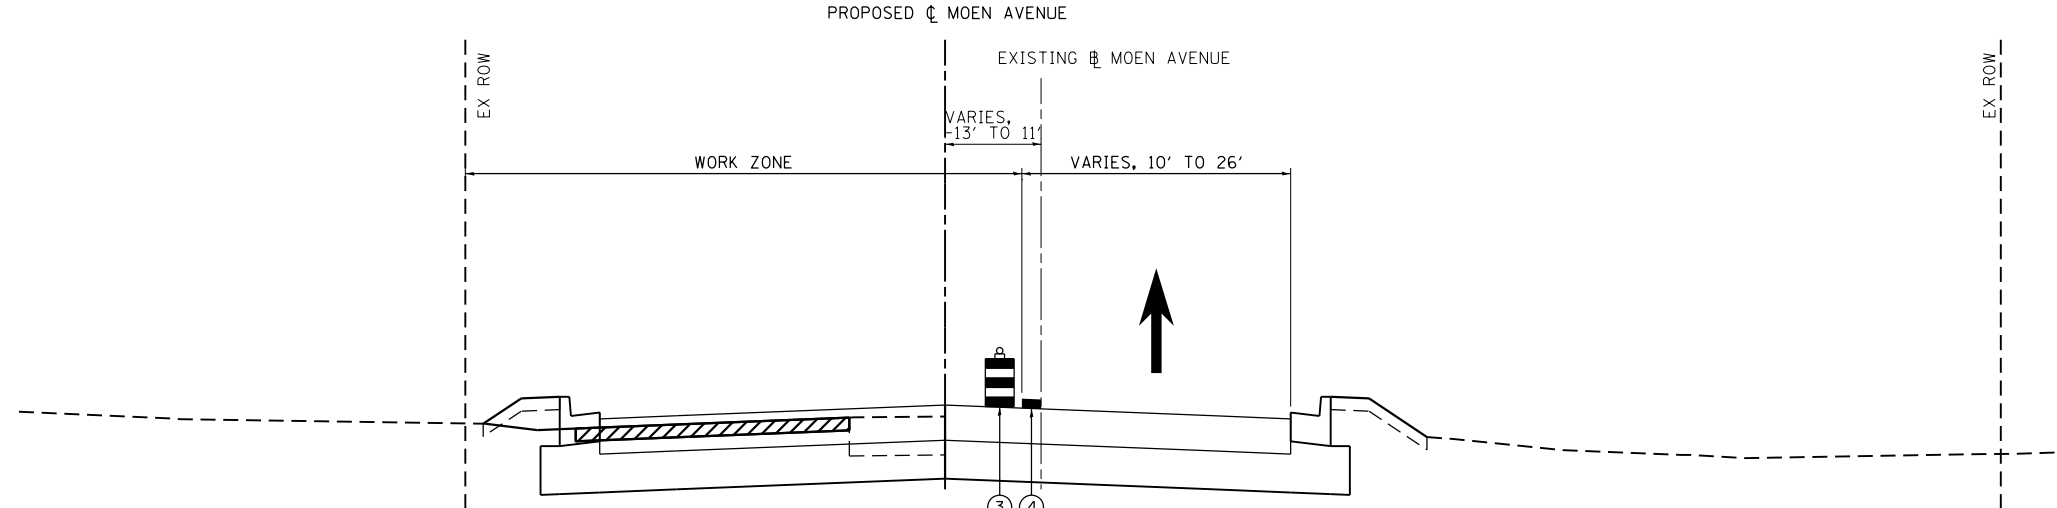 PROPOSED ℄ MOEN AVENUE
EXISTING BL MOEN AVENUE
EX ROW
EX ROW
VARIES,
-13' TO 11'
WORK ZONE
VARIES, 10' TO 26'
3
4